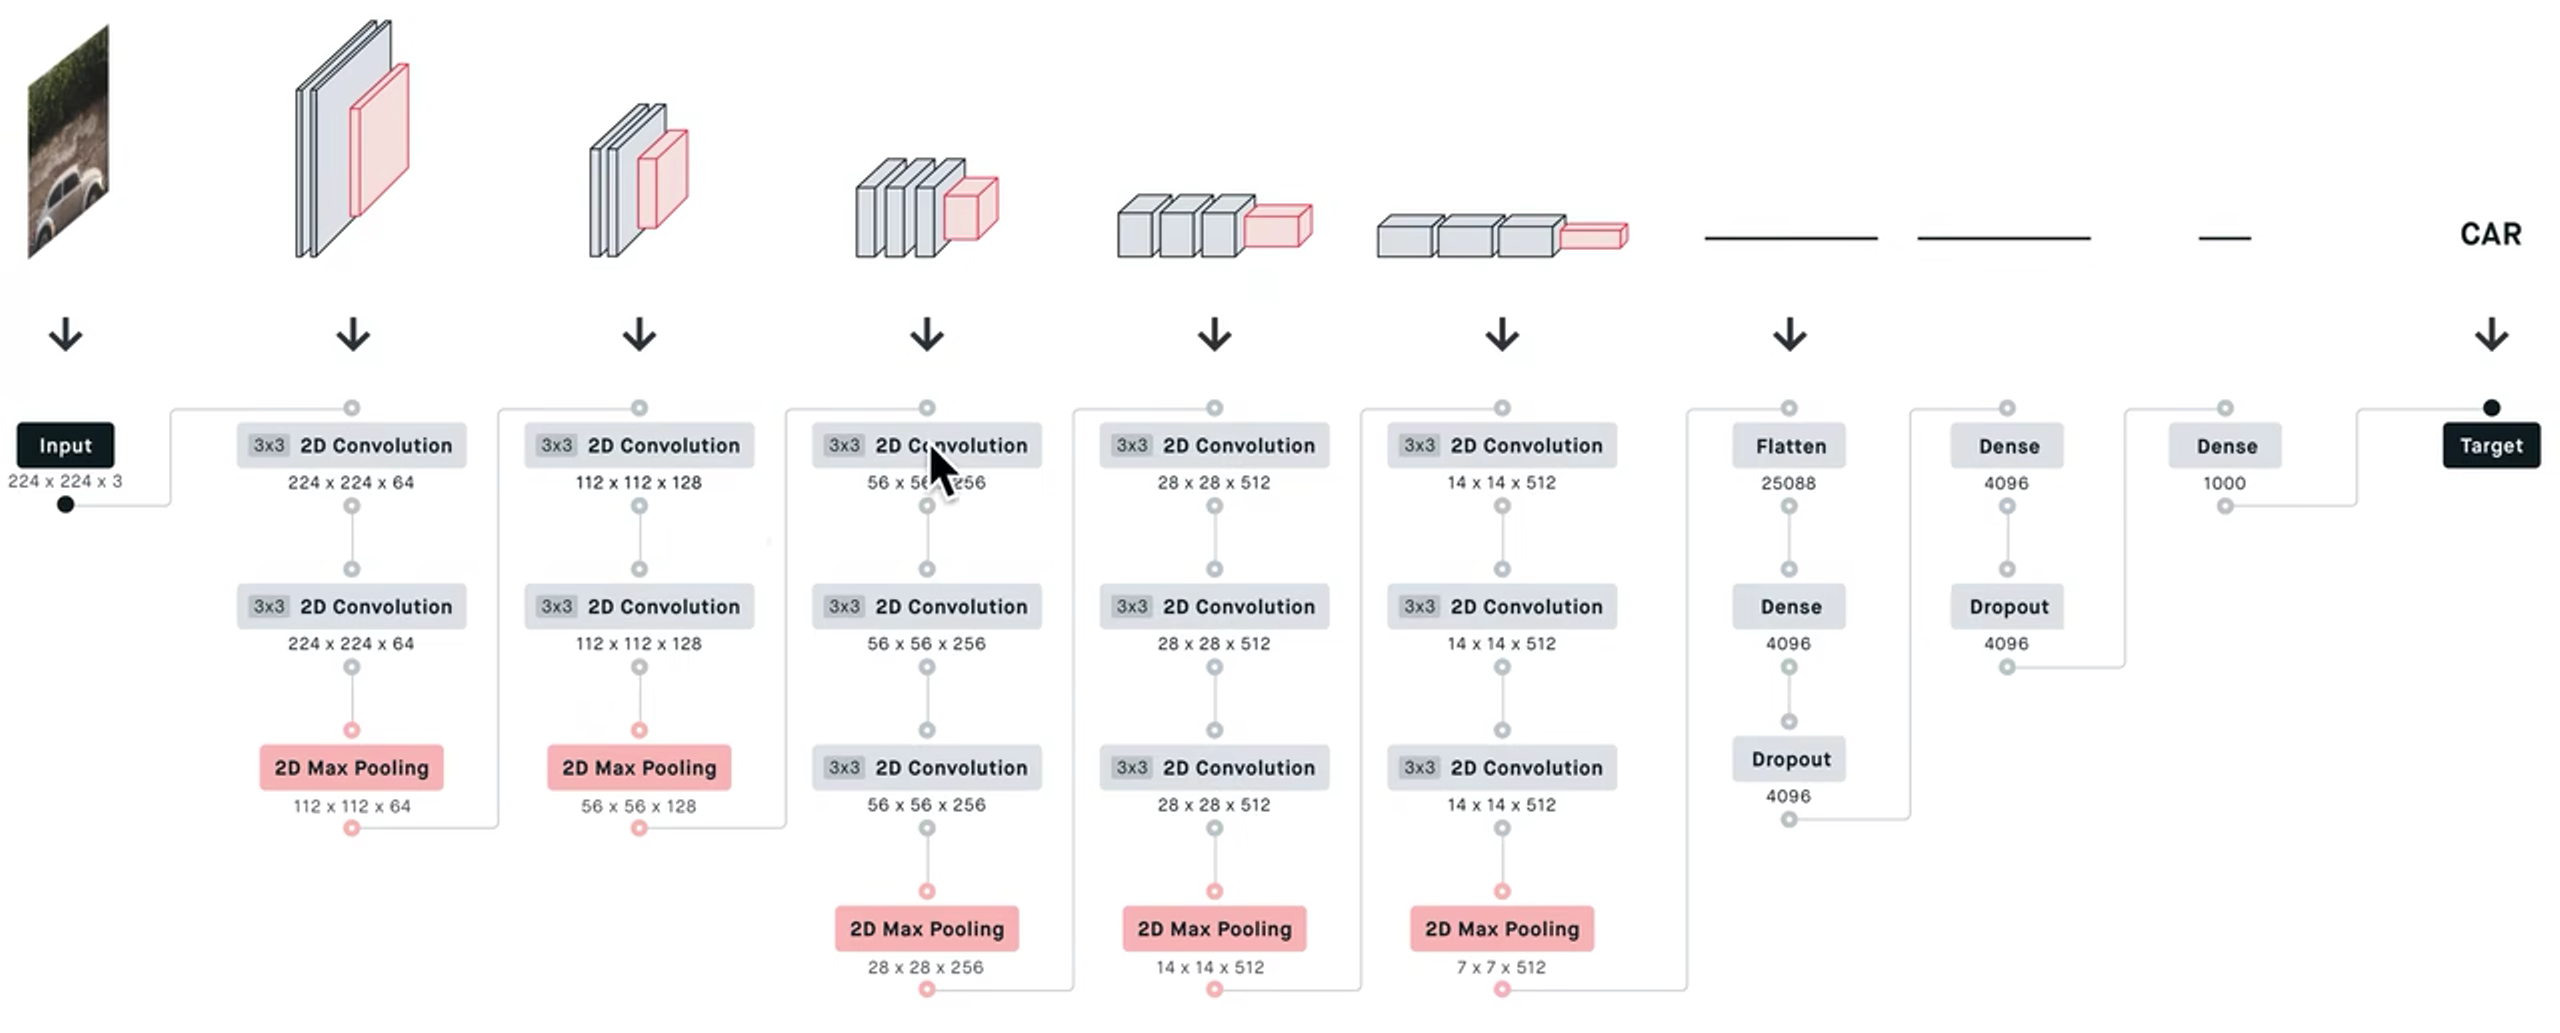 CAR
Input
224 x 224 x 3
3x3 2D Convolution
224 x 224 x 64
3x3 2D Convolution
224 x 224 x 64
2D Max Pooling
112 x 112 x 64
3x3 2D Convolution
112 x 112 x 128
3x3 2D Convolution
112 x 112 x 128
2D Max Pooling
56 x 56 x 128
3x3 2D Convolution
56 x 56 256
3x3 2D Convolution
56 x 56 x 256
3x3 2D Convolution
56 x 56 x 256
2D Max Pooling
28 x 28 x 256
3x3 2D Convolution
28 x 28 x 512
3x3 2D Convolution
28 x 28 x 512
3x3 2D Convolution
28 x 28 x 512
2D Max Pooling
14 x 14 x 512
3x3 2D Convolution
14 x 14 x 512
3x3 2D Convolution
14 x 14 x 512
3x3 2D Convolution
14 x 14 x 512
2D Max Pooling
7 x 7 x 512
Flatten
25088
Dense
4096
Dropout
4096
Dense
4096
Dropout
4096
Dense
1000
Target